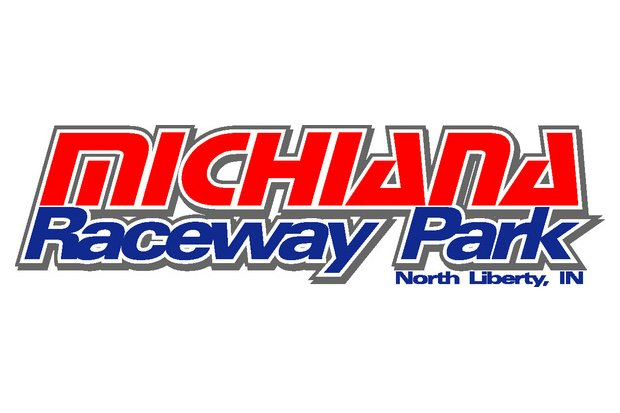 MICHIANA
Raceway Park
North Liberty, IN